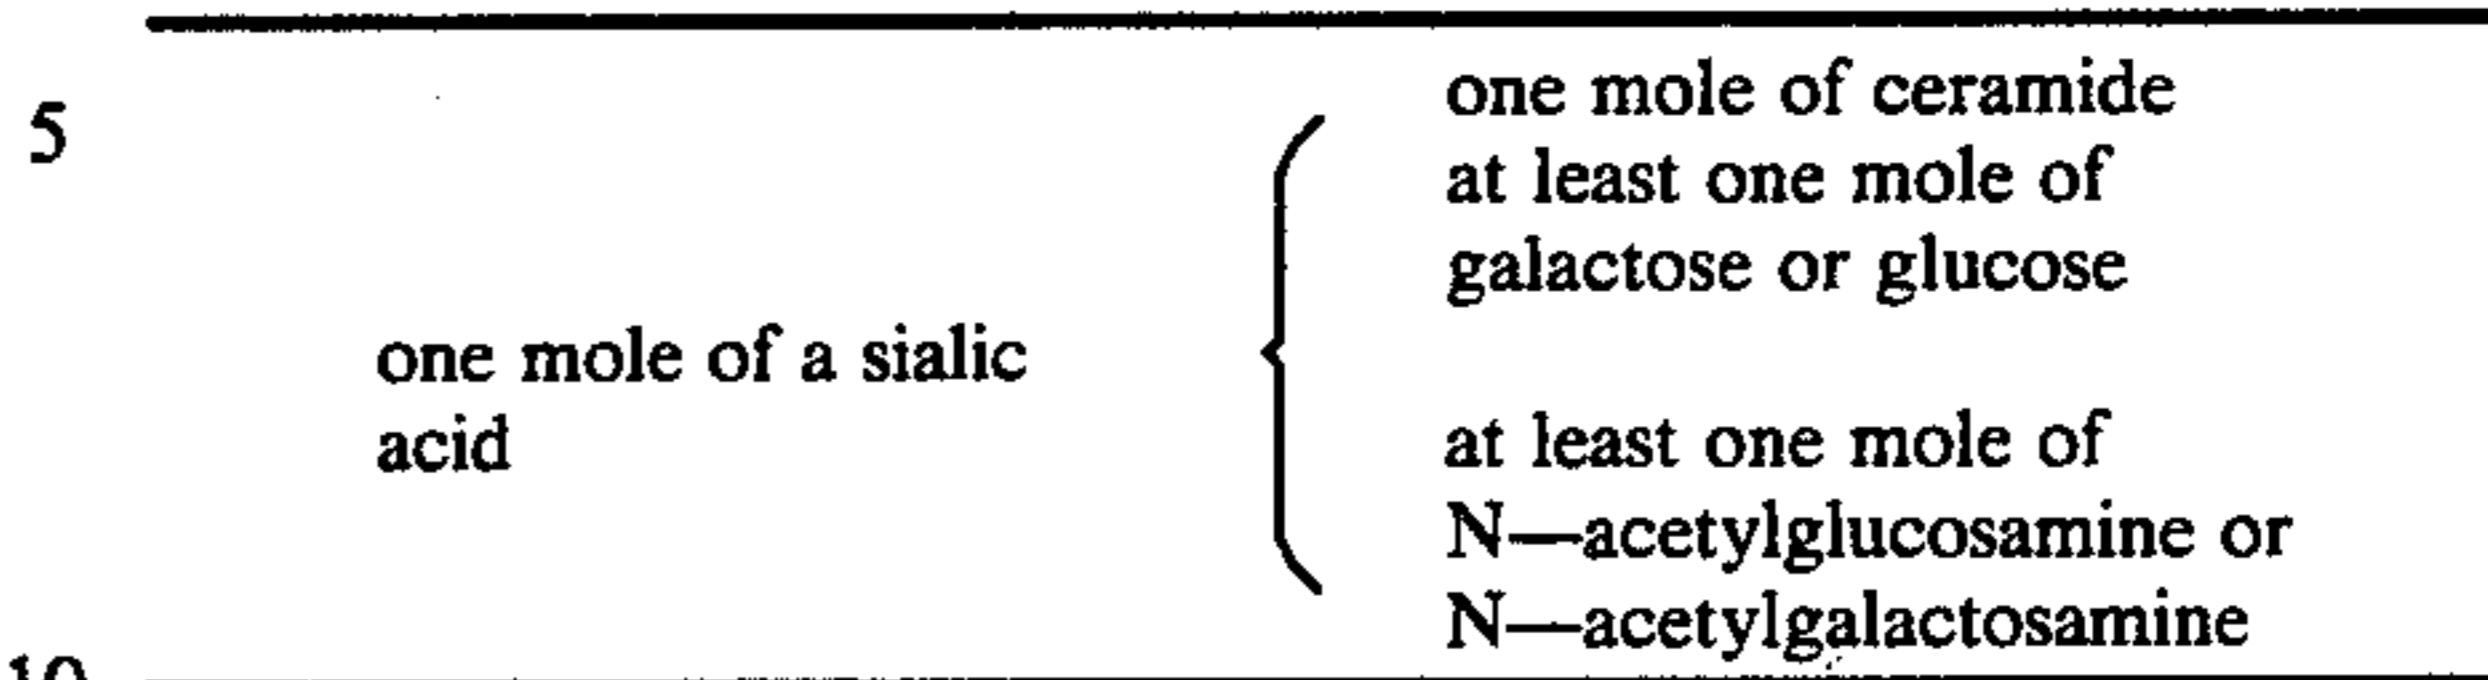 one mole of ceramide
5
at least one mole of
galactose or glucose
one mole of a sialic
acid
at least one mole of
N—acetylglucosamine or
N—acetylgalactosamine
10